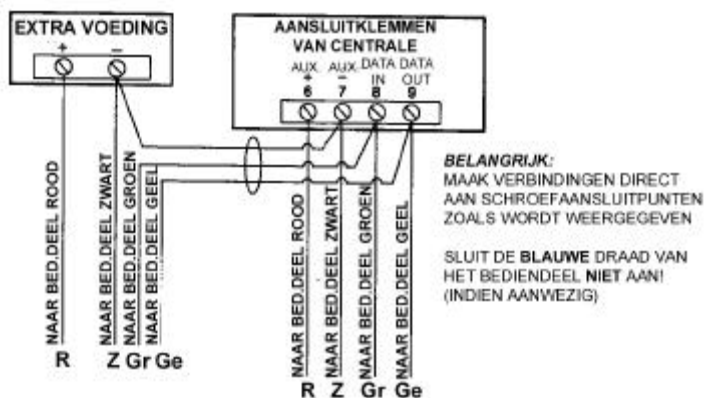 EXTRA VOEDING
+ –
AANSLUITKLEMMEN
VAN CENTRALE
AUX. AUX. DATA DATA
+ – IN OUT
6 7 8 9
NAAR BED.DEEL ROOD
NAAR BED.DEEL ZWART
NAAR BED.DEEL GROEN
NAAR BED.DEEL GEEL
R Z Gr Ge
NAAR BED.DEEL ROOD
NAAR BED.DEEL ZWART
NAAR BED.DEEL GROEN
NAAR BED.DEEL GEEL
R Z Gr Ge
BELANGRIJK:
MAAK VERBINDINGEN DIRECT
AAN SCHROEFAANSLUITPUNTEN
ZOALS WORDT WEERGEGEVEN
SLUIT DE BLAUWE DRAAD VAN
HET BEDIENDEEL NIET AAN!
(INDIEN AANWEZIG)